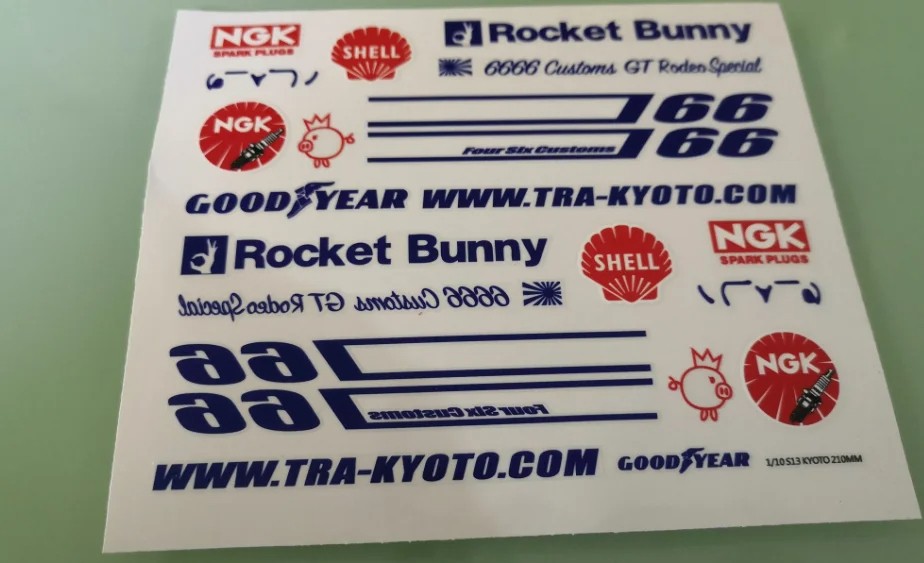 NGK
SPARK PLUGS
SHELL
Rocket Bunny
6666 Customs GT Rodeo Special
NGK
66
66
Four Six Customs
GOODYEAR
WWW.TRA-KYOTO.COM
Rocket Bunny
SHELL
NGK
SPARK PLUGS
6666 Customs GT Rodeo Special
66
66
Four Six Customs
NGK
WWW.TRA-KYOTO.COM
GOODYEAR
1/10 S13 KYOTO 210MM